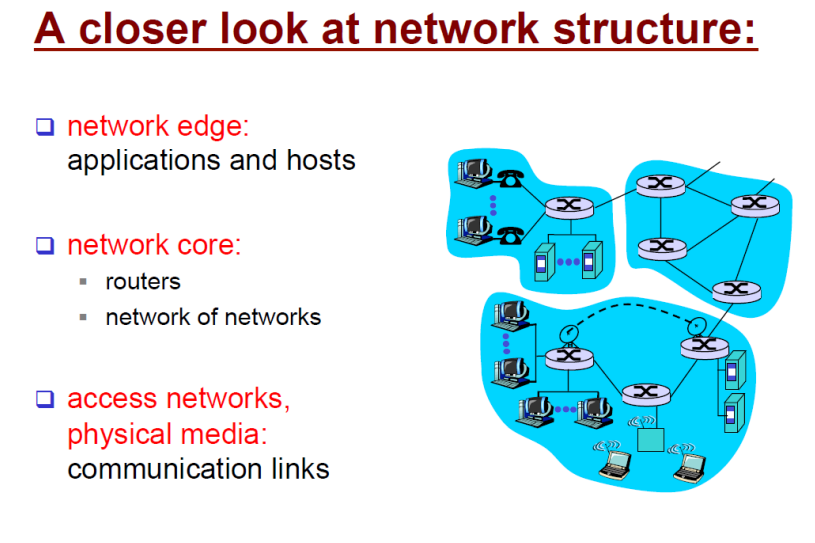 A closer look at network structure:
network edge:
applications and hosts
network core:
routers
network of networks
access networks,
physical media:
communication links